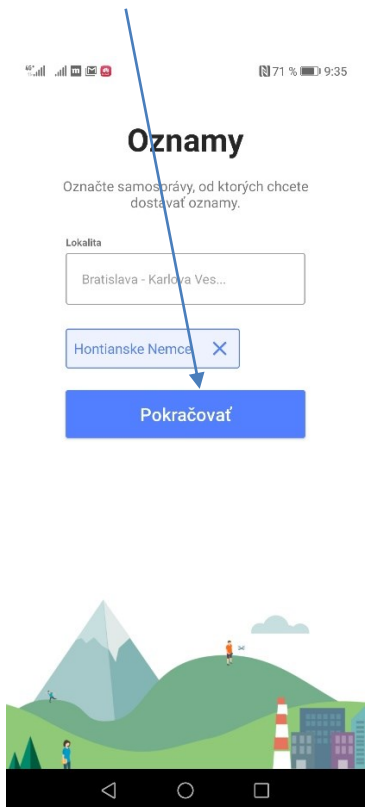 71 % 9:35
Oznamy
Označte samosprávy, od ktorých chcete
dostávať oznamy.
Lokalita
Bratislava - Karlova Ves...
Hontianske Nemce
Pokračovať